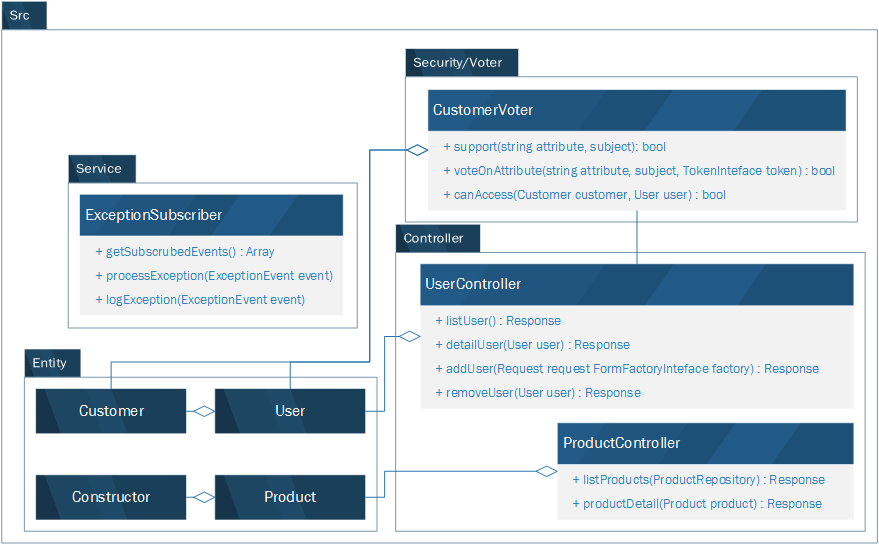 Src
Security/Voter
CustomerVoter
+ support(string attribute, subject): bool
+ voteOnAttribute(string attribute, subject, TokenInteface token) : bool
+ canAccess(Customer customer, User user) : bool
Service
ExceptionSubscriber
+ getSubscrubedEvents() : Array
+ processException(ExceptionEvent event)
+ logException(ExceptionEvent event)
Controller
UserController
+ listUser() : Response
+ detailUser(User user) : Response
+ addUser(Request request FormFactoryInteface factory) : Response
+ removeUser(User user) : Response
Entity
Customer
User
Constructor
Product
ProductController
+ listProducts(ProductRepository) : Response
+ productDetail(Product product) : Response